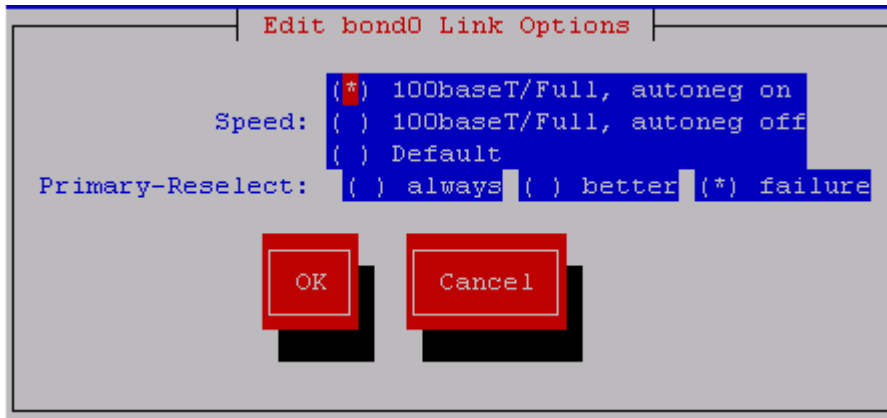 Edit bond0 Link Options
(*) 100baseT/Full, autoneg on
Speed: ( ) 100baseT/Full, autoneg off
( ) Default
Primary-Reselect: ( ) always ( ) better (*) failure
OK Cancel